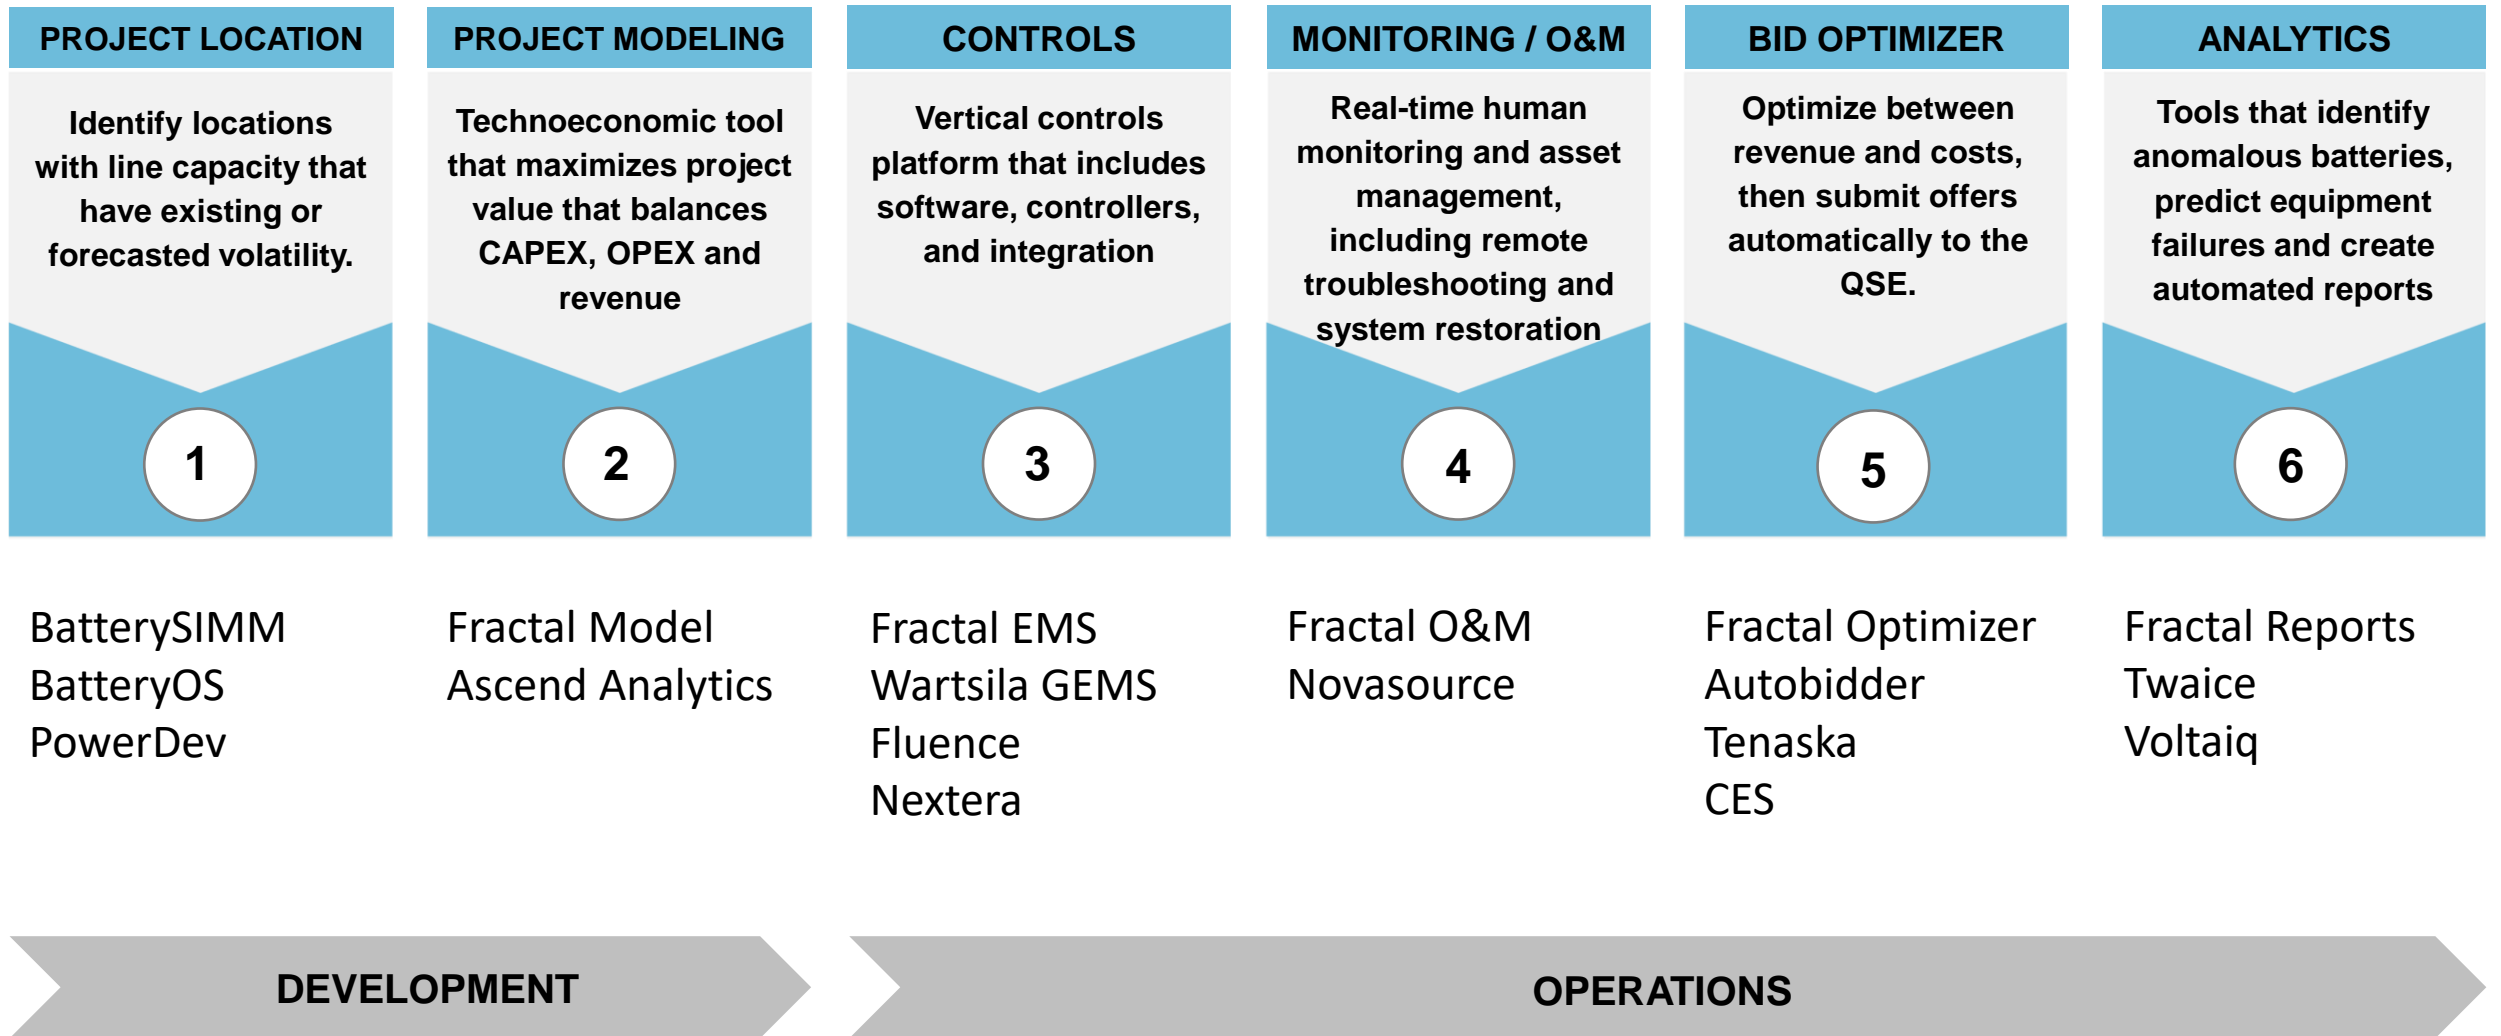 PROJECT LOCATION
Identify locations
with line capacity that
have existing or
forecasted volatility.
1
BatterySIMM
BatteryOS
PowerDev
PROJECT MODELING
Technoeconomic tool
that maximizes project
value that balances
CAPEX, OPEX and
revenue
2
Fractal Model
Ascend Analytics
CONTROLS
Vertical controls
platform that includes
software, controllers,
and integration
3
Fractal EMS
Wartsila GEMS
Fluence
Nextera
MONITORING / O&M
Real-time human
monitoring and asset
management,
including remote
troubleshooting and
system restoration
4
Fractal O&M
Novasource
BID OPTIMIZER
Optimize between
revenue and costs,
then submit offers
automatically to the
QSE.
5
Fractal Optimizer
Autobidder
Tenaska
CES
ANALYTICS
Tools that identify
anomalous batteries,
predict equipment
failures and create
automated reports
6
Fractal Reports
Twaice
Voltaiq
DEVELOPMENT
OPERATIONS